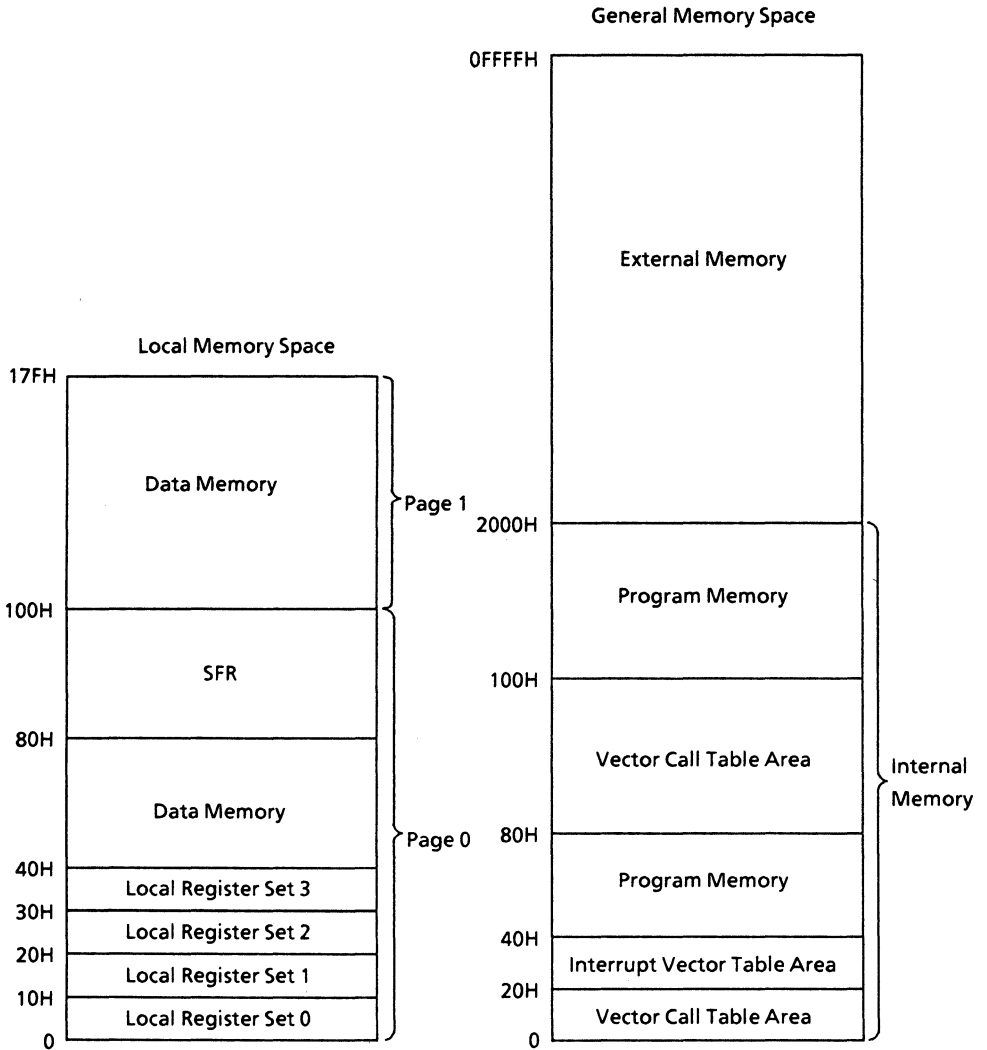 General Memory Space
0FFFFH
External Memory
2000H
Program Memory
100H
Vector Call Table Area
80H
Program Memory
40H
Interrupt Vector Table Area
20H
Vector Call Table Area
0
Internal
Memory
Local Memory Space
17FH
Data Memory
Page 1
100H
SFR
80H
Data Memory
Page 0
40H
Local Register Set 3
30H
Local Register Set 2
20H
Local Register Set 1
10H
Local Register Set 0
0